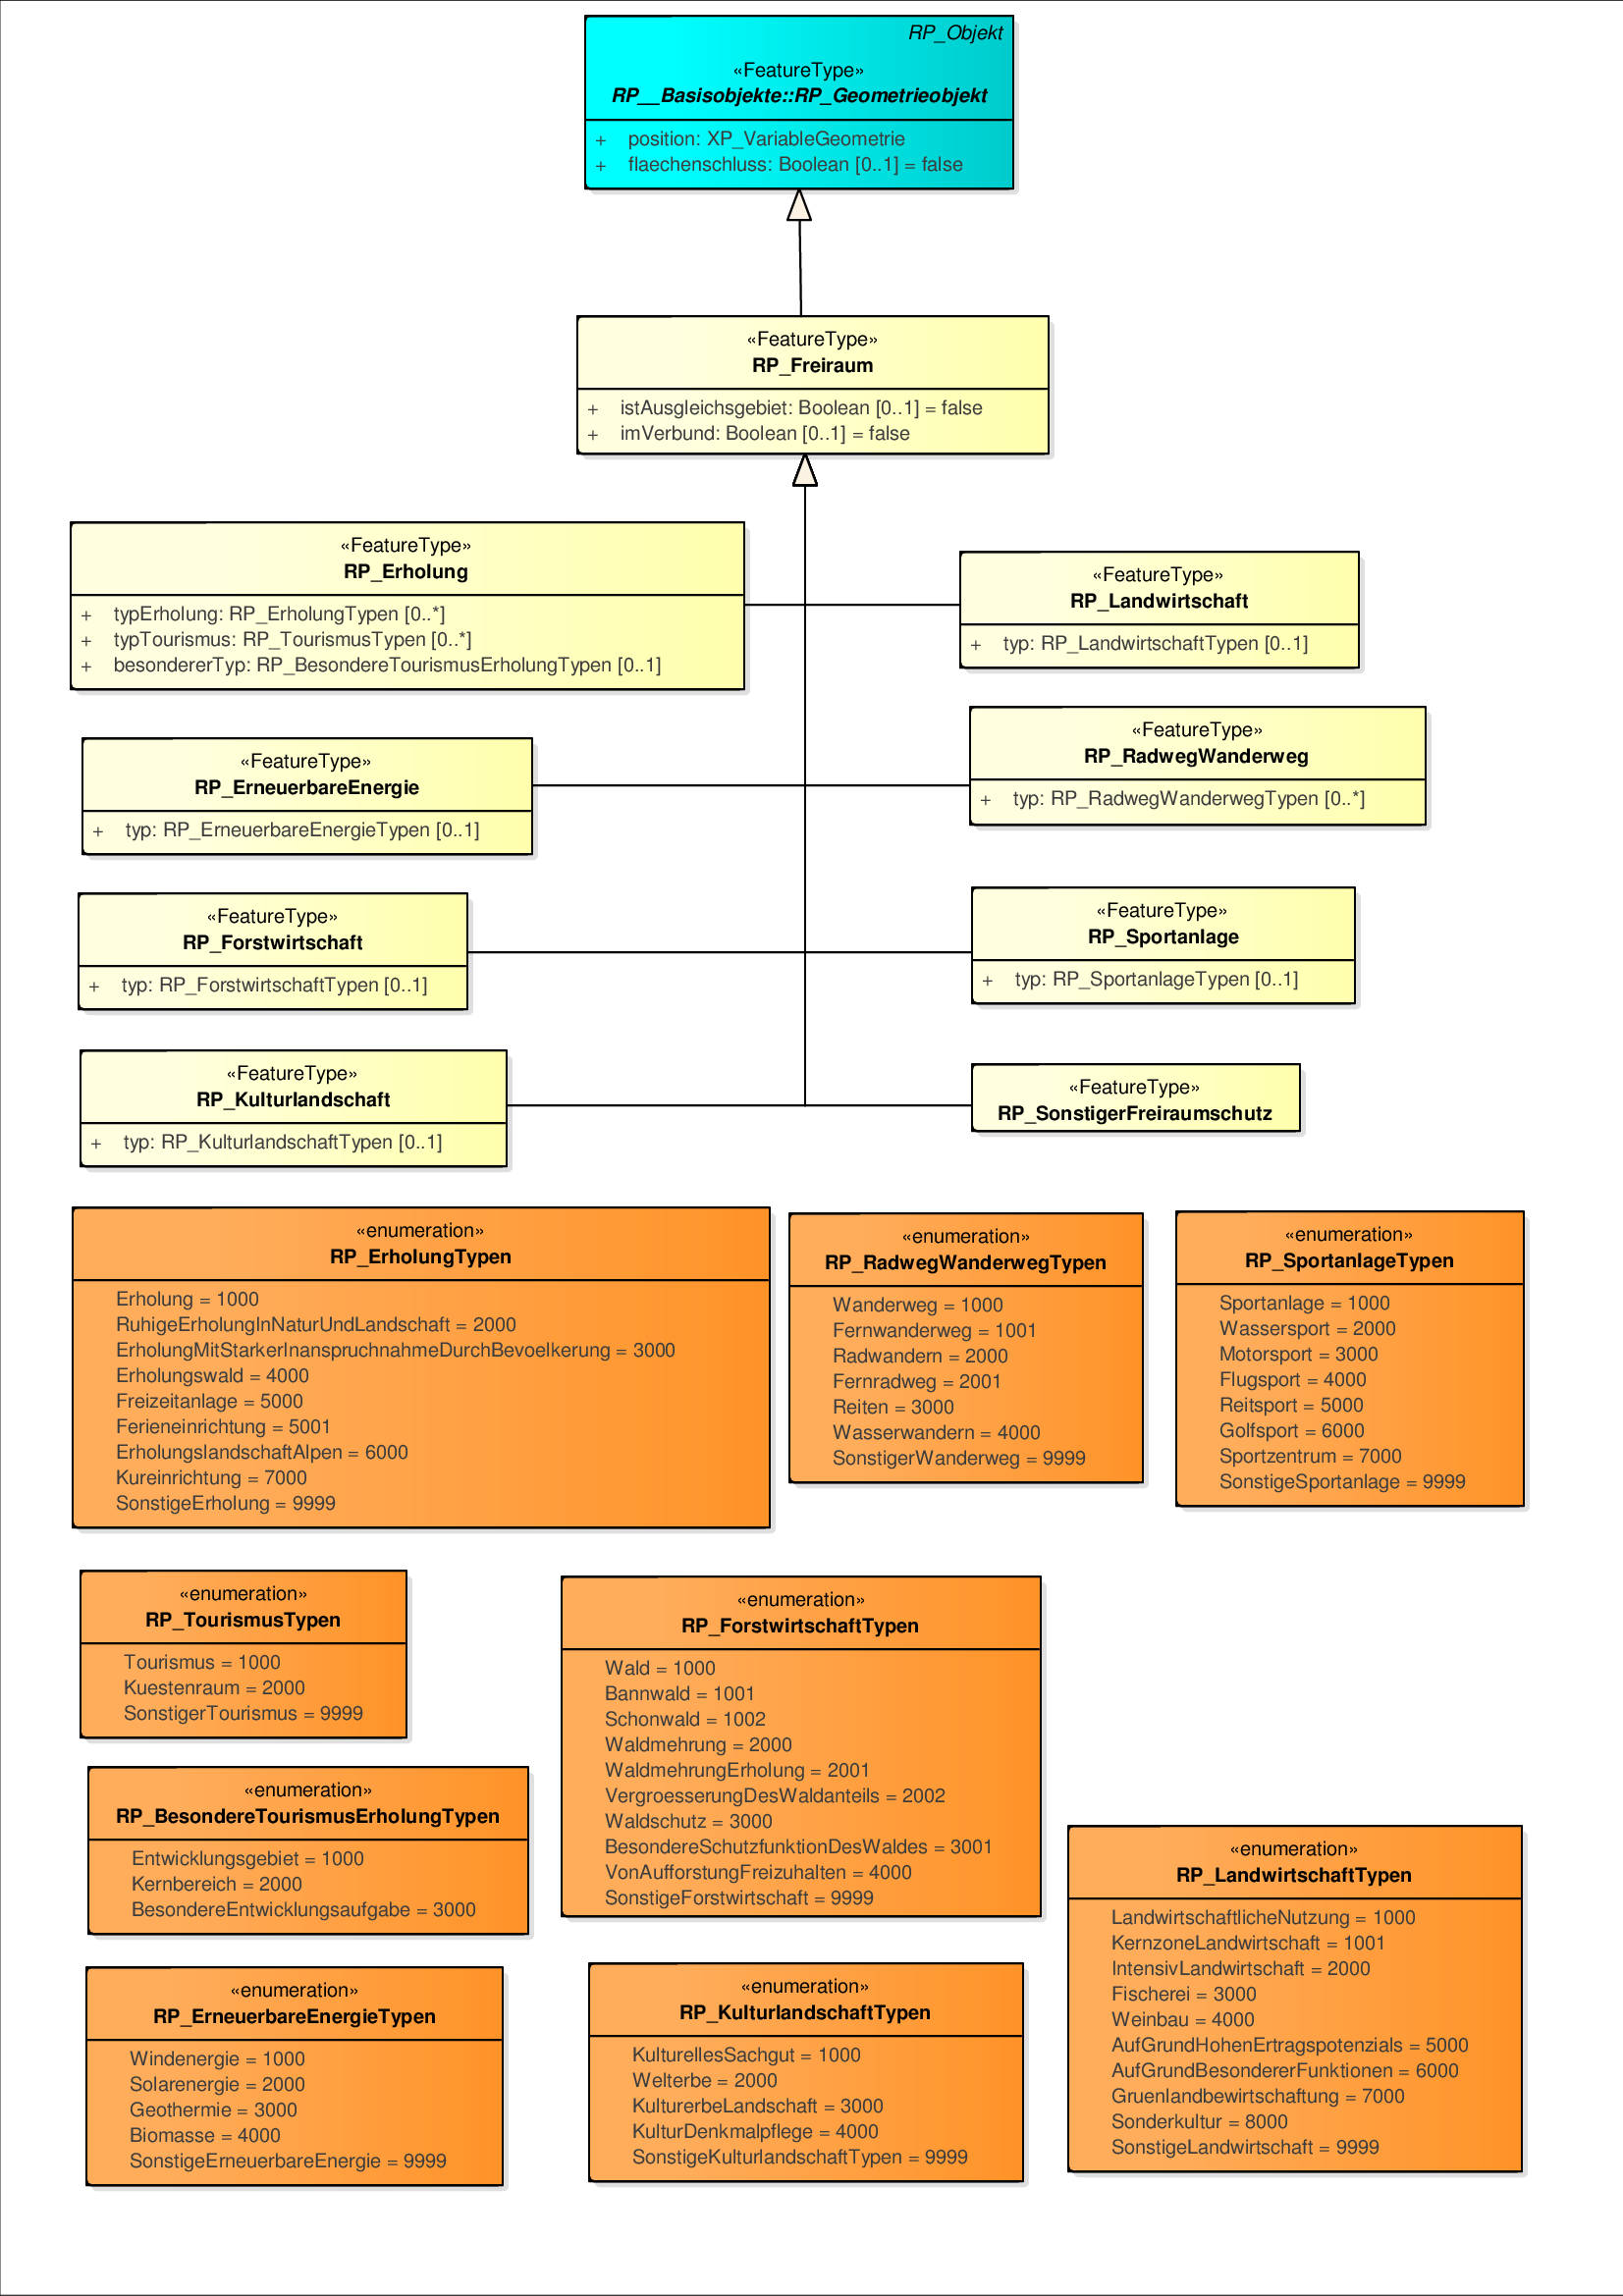 RP_Objekt
«FeatureType»
RP__Basisobjekte::RP_Geometrieobjekt
+ position: XP_VariableGeometrie
+ flaechenschluss: Boolean [0..1] = false
«FeatureType»
RP_Freiraum
+ istAusgleichsgebiet: Boolean [0..1] = false
+ imVerbund: Boolean [0..1] = false
«FeatureType»
RP_Erholung
+ typErholung: RP_ErholungTypen [0..*]
+ typTourismus: RP_TourismusTypen [0..*]
+ besondererTyp: RP_BesondereTourismusErholungTypen [0..1]
«FeatureType»
RP_Landwirtschaft
+ typ: RP_LandwirtschaftTypen [0..1]
«FeatureType»
RP_ErneuerbareEnergie
+ typ: RP_ErneuerbareEnergieTypen [0..1]
«FeatureType»
RP_RadwegWanderweg
+ typ: RP_RadwegWanderwegTypen [0..*]
«FeatureType»
RP_Forstwirtschaft
+ typ: RP_ForstwirtschaftTypen [0..1]
«FeatureType»
RP_Sportanlage
+ typ: RP_SportanlageTypen [0..1]
«FeatureType»
RP_Kulturlandschaft
+ typ: RP_KulturlandschaftTypen [0..1]
«FeatureType»
RP_SonstigerFreiraumschutz
«enumeration»
RP_ErholungTypen
Erholung = 1000
RuhigeErholungInNaturUndLandschaft = 2000
ErholungMitStarkerInanspruchnahmeDurchBevoelkerung = 3000
Erholungswald = 4000
Freizeitanlage = 5000
Ferieneinrichtung = 5001
ErholungslandschaftAlpen = 6000
Kureinrichtung = 7000
SonstigeErholung = 9999
«enumeration»
RP_RadwegWanderwegTypen
Wanderweg = 1000
Fernwanderweg = 1001
Radwandern = 2000
Fernradweg = 2001
Reiten = 3000
Wasserwandern = 4000
SonstigerWanderweg = 9999
«enumeration»
RP_SportanlageTypen
Sportanlage = 1000
Wassersport = 2000
Motorsport = 3000
Flugsport = 4000
Reitsport = 5000
Golfsport = 6000
Sportzentrum = 7000
SonstigeSportanlage = 9999
«enumeration»
RP_TourismusTypen
Tourismus = 1000
Kuestenraum = 2000
SonstigerTourismus = 9999
«enumeration»
RP_ForstwirtschaftTypen
Wald = 1000
Bannwald = 1001
Schonwald = 1002
Waldmehrung = 2000
WaldmehrungErholung = 2001
VergroesserungDesWaldanteils = 2002
Waldschutz = 3000
BesondereSchutzfunktionDesWaldes = 3001
VonAufforstungFreizuhalten = 4000
SonstigeForstwirtschaft = 9999
«enumeration»
RP_BesondereTourismusErholungTypen
Entwicklungsgebiet = 1000
Kernbereich = 2000
BesondereEntwicklungsaufgabe = 3000
«enumeration»
RP_LandwirtschaftTypen
LandwirtschaftlicheNutzung = 1000
KernzoneLandwirtschaft = 1001
IntensivLandwirtschaft = 2000
Fischerei = 3000
Weinbau = 4000
AufGrundHohenErtragspotenzials = 5000
AufGrundBesondererFunktionen = 6000
Gruenlandbewirtschaftung = 7000
Sonderkultur = 8000
SonstigeLandwirtschaft = 9999
«enumeration»
RP_ErneuerbareEnergieTypen
Windenergie = 1000
Solarenergie = 2000
Geothermie = 3000
Biomasse = 4000
SonstigeErneuerbareEnergie = 9999
«enumeration»
RP_KulturlandschaftTypen
KulturellesSachgut = 1000
Welterbe = 2000
KulturerbeLandschaft = 3000
KulturDenkmalpflege = 4000
SonstigeKulturlandschaftTypen = 9999